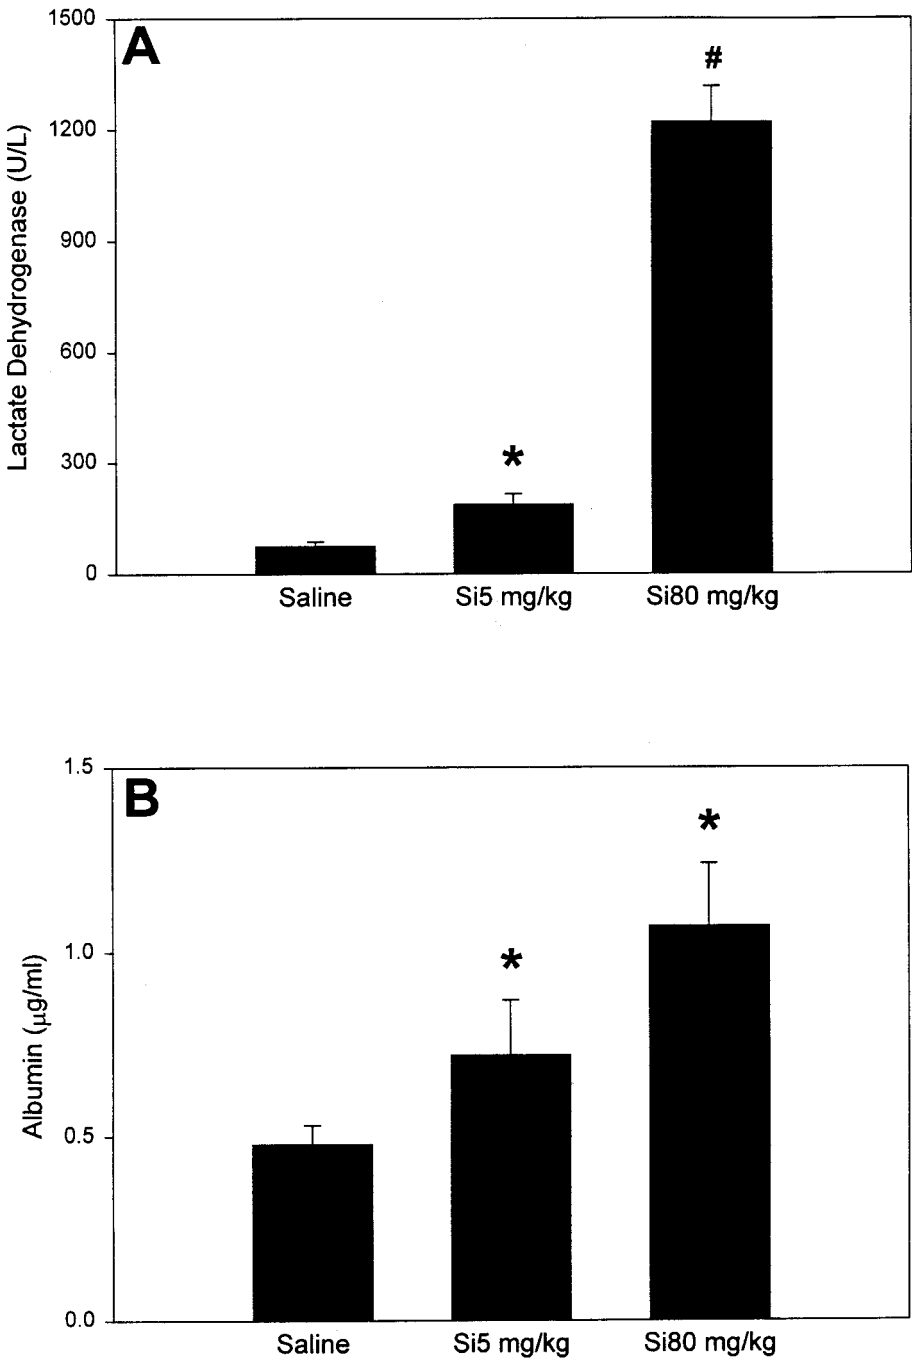 A
Lactate Dehydrogenase (U/L)
1500
1200
900
600
300
0
*
#
Saline Si5 mg/kg Si80 mg/kg
B
Albumin (μg/ml)
1.5
1.0
0.5
0.0
*
*
Saline Si5 mg/kg Si80 mg/kg